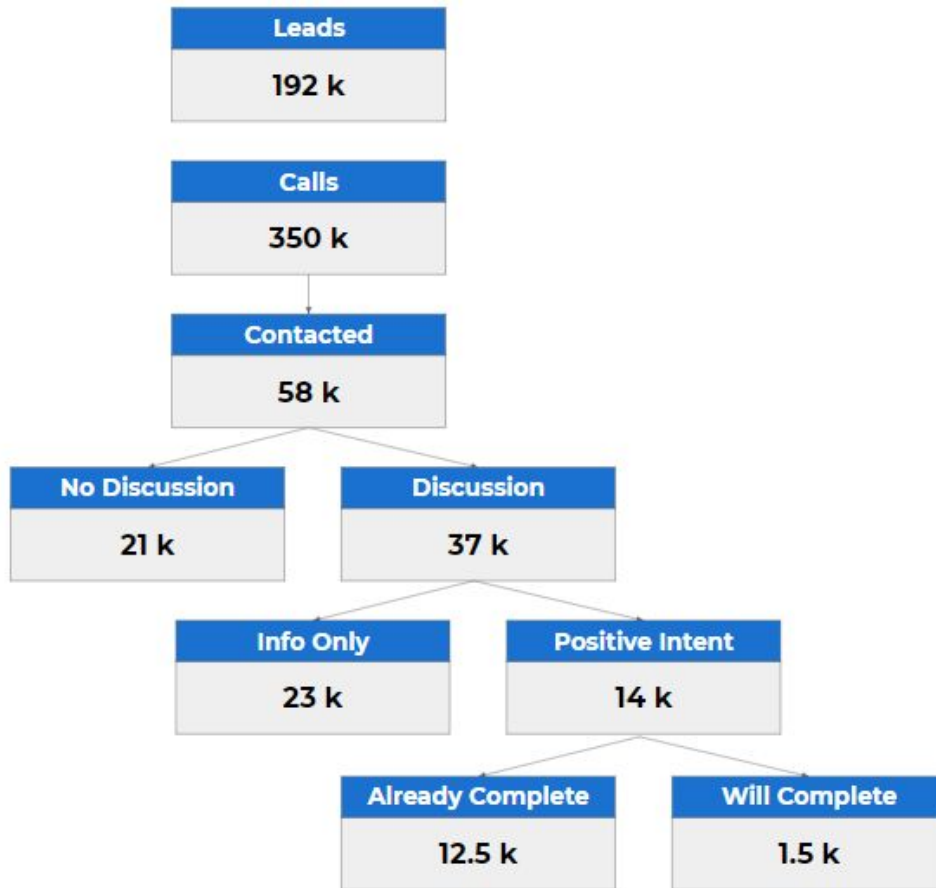 Leads
192 k
Calls
350 k
Contacted
58 k
No Discussion
Discussion
21 k
37 k
Info Only
Positive Intent
23 k
14 k
Already Complete
Will Complete
12.5 k
1.5 k